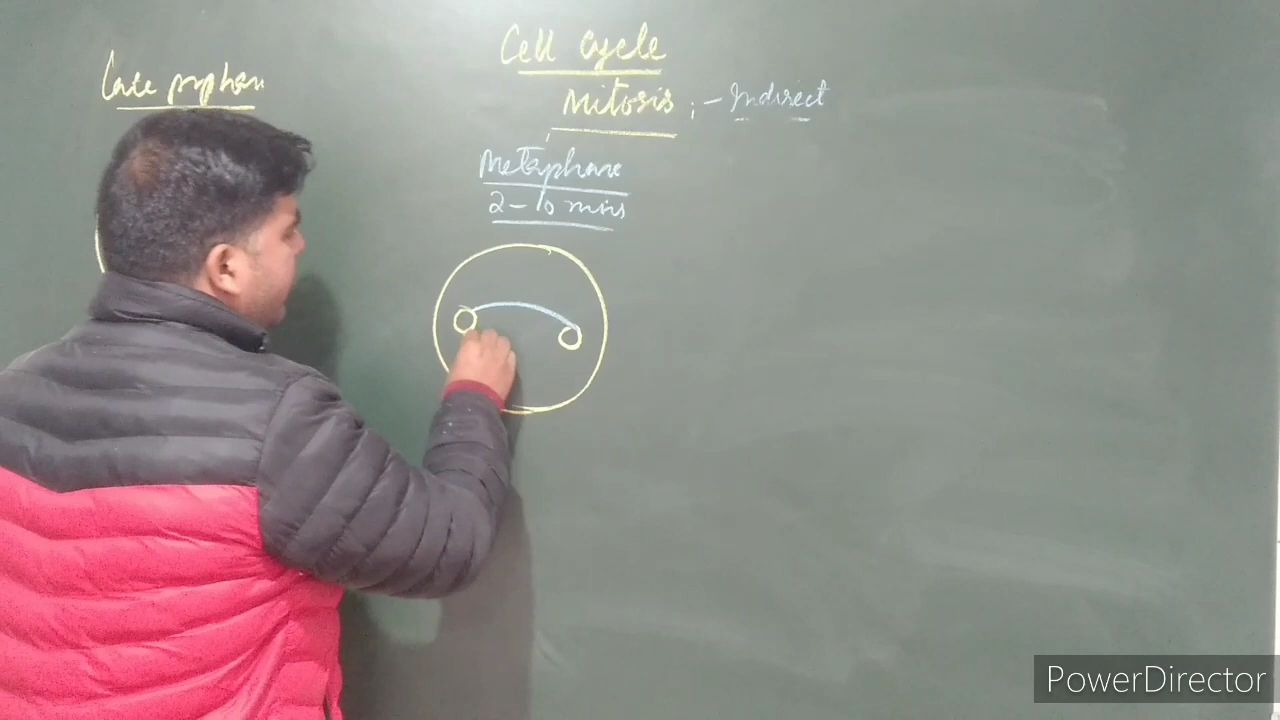 Cell Cycle
Late prophase
Mitosis ; - Indirect
Metaphase
2-10 mins
PowerDirector